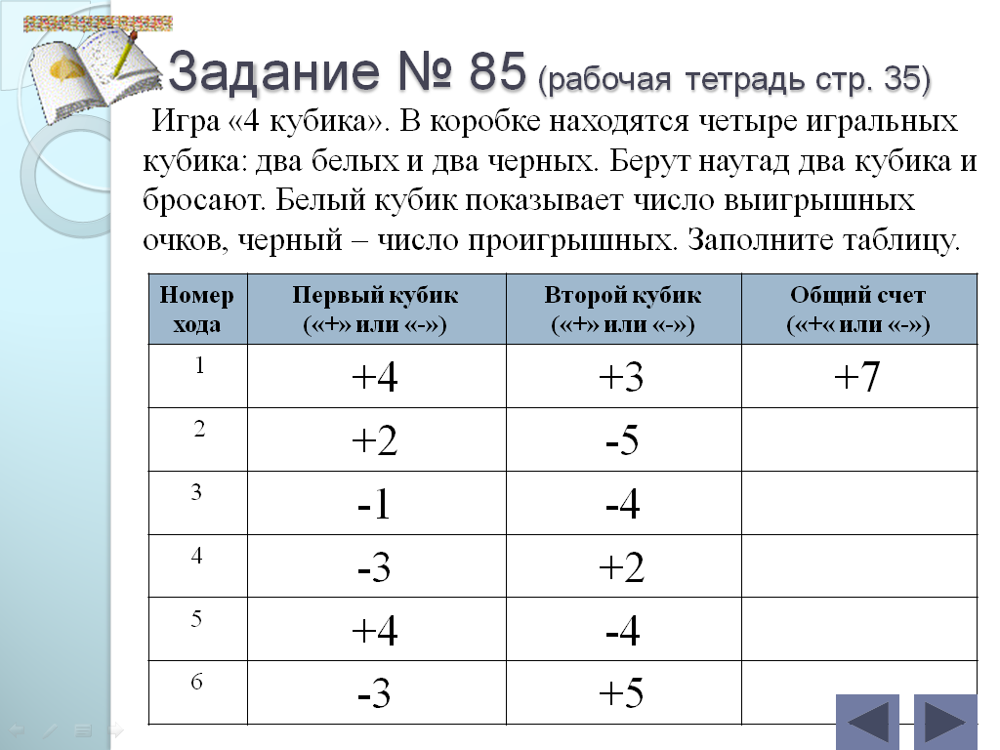 Задание № 85 (рабочая тетрадь стр. 35)
Игра «4 кубика». В коробке находятся четыре игральных
кубика: два белых и два черных. Берут наугад два кубика и
бросают. Белый кубик показывает число выигрышных
очков, черный – число проигрышных. Заполните таблицу.
Номер хода Первый кубик («+» или «-») Второй кубик («+» или «-») Общий счет («+« или «-»)
1 +4 +3 +7
2 +2 -5
3 -1 -4
4 -3 +2
5 +4 -4
6 -3 +5